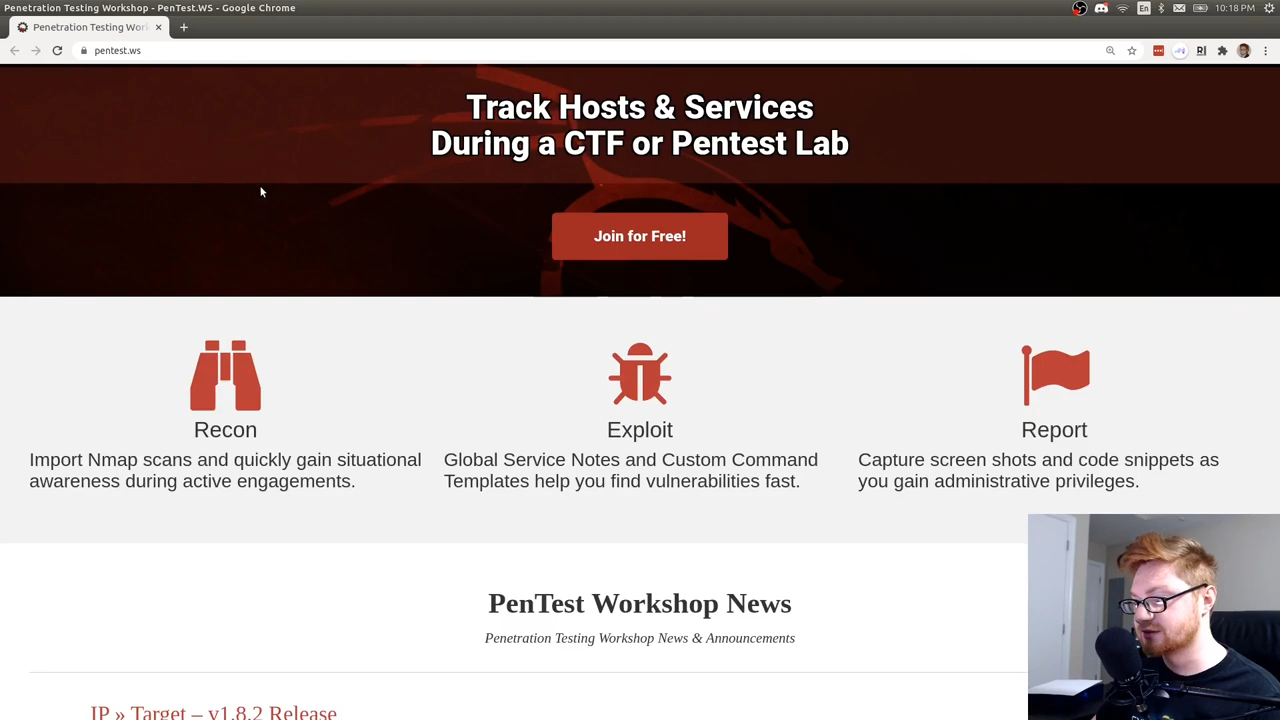 Penetration Testing Workshop - PenTest.WS - Google Chrome
En
10:18 PM
Penetration Testing Wor
pentest.ws
Track Hosts & Services
During a CTF or Pentest Lab
Join for Free!
Recon
Import Nmap scans and quickly gain situational
awareness during active engagements.
Exploit
Global Service Notes and Custom Command
Templates help you find vulnerabilities fast.
Report
Capture screen shots and code snippets as
you gain administrative privileges.
PenTest Workshop News
Penetration Testing Workshop News & Announcements
IP » Target – v1.8.2 Release